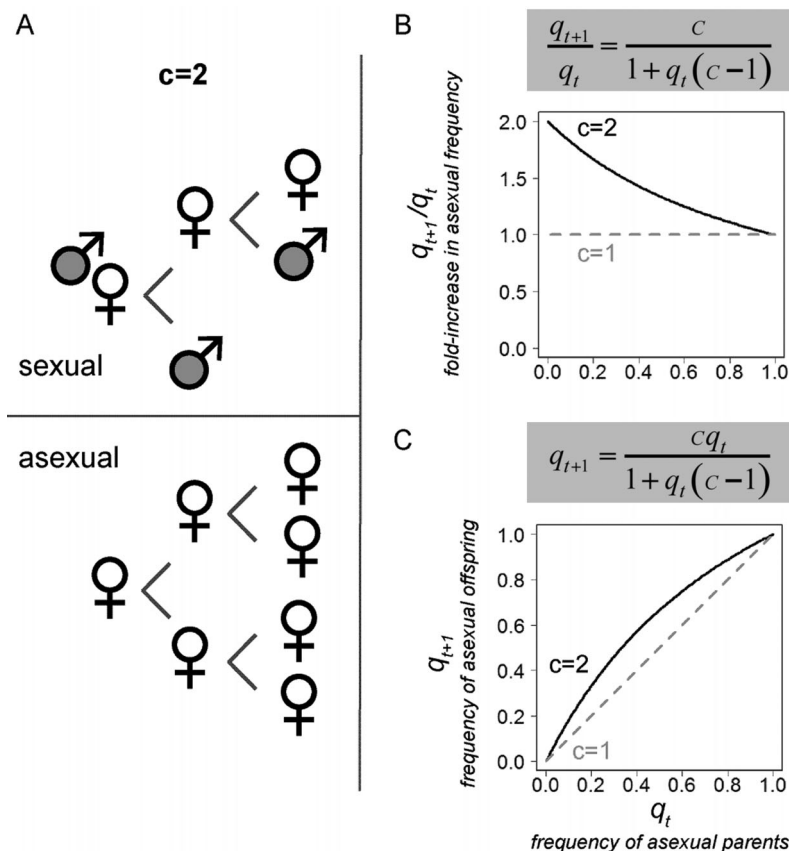 A
c=2
sexual
asexual
B
q_{t+1}/q_t = C/(1+q_t(C−1))
2.0
1.5
1.0
0.5
0.0
c=2
c=1
0.0 0.2 0.4 0.6 0.8 1.0
q_{t+1}/q_t
fold-increase in asexual frequency
C
q_{t+1} = Cq_t/(1+q_t(C−1))
1.0
0.8
0.6
0.4
0.2
0.0
c=2
c=1
0.0 0.2 0.4 0.6 0.8 1.0
q_{t+1}
frequency of asexual offspring
q_t
frequency of asexual parents